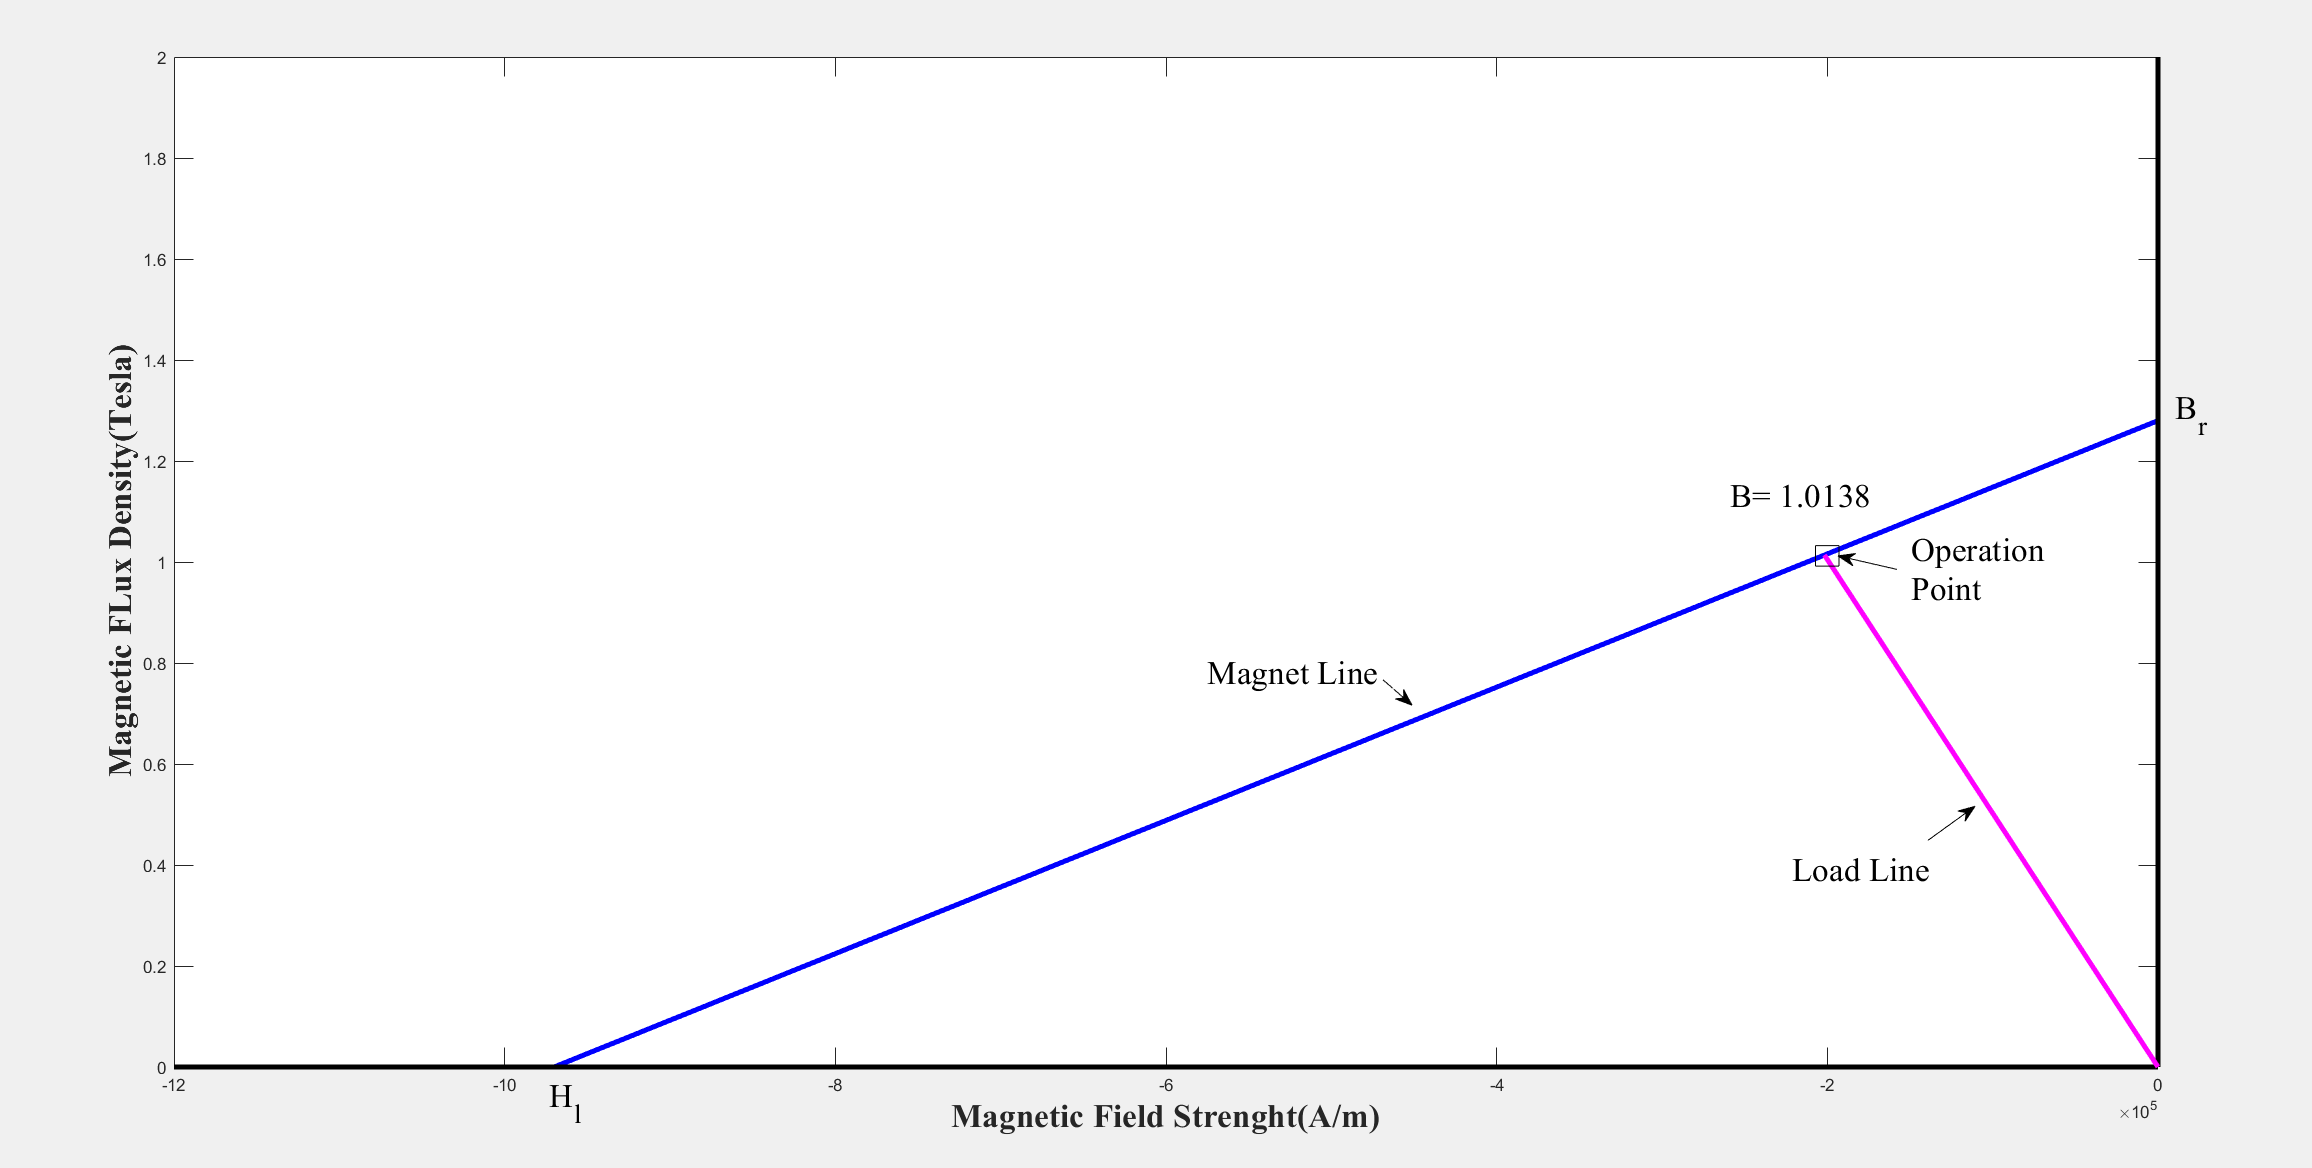 2
1.8
1.6
1.4
1.2
1
0.8
0.6
0.4
0.2
0
Magnetic FLux Density(Tesla)
B_r
B= 1.0138
Operation
Point
Magnet Line
Load Line
-12
-10
-8
-6
-4
-2
0
×10^5
H_l
Magnetic Field Strenght(A/m)